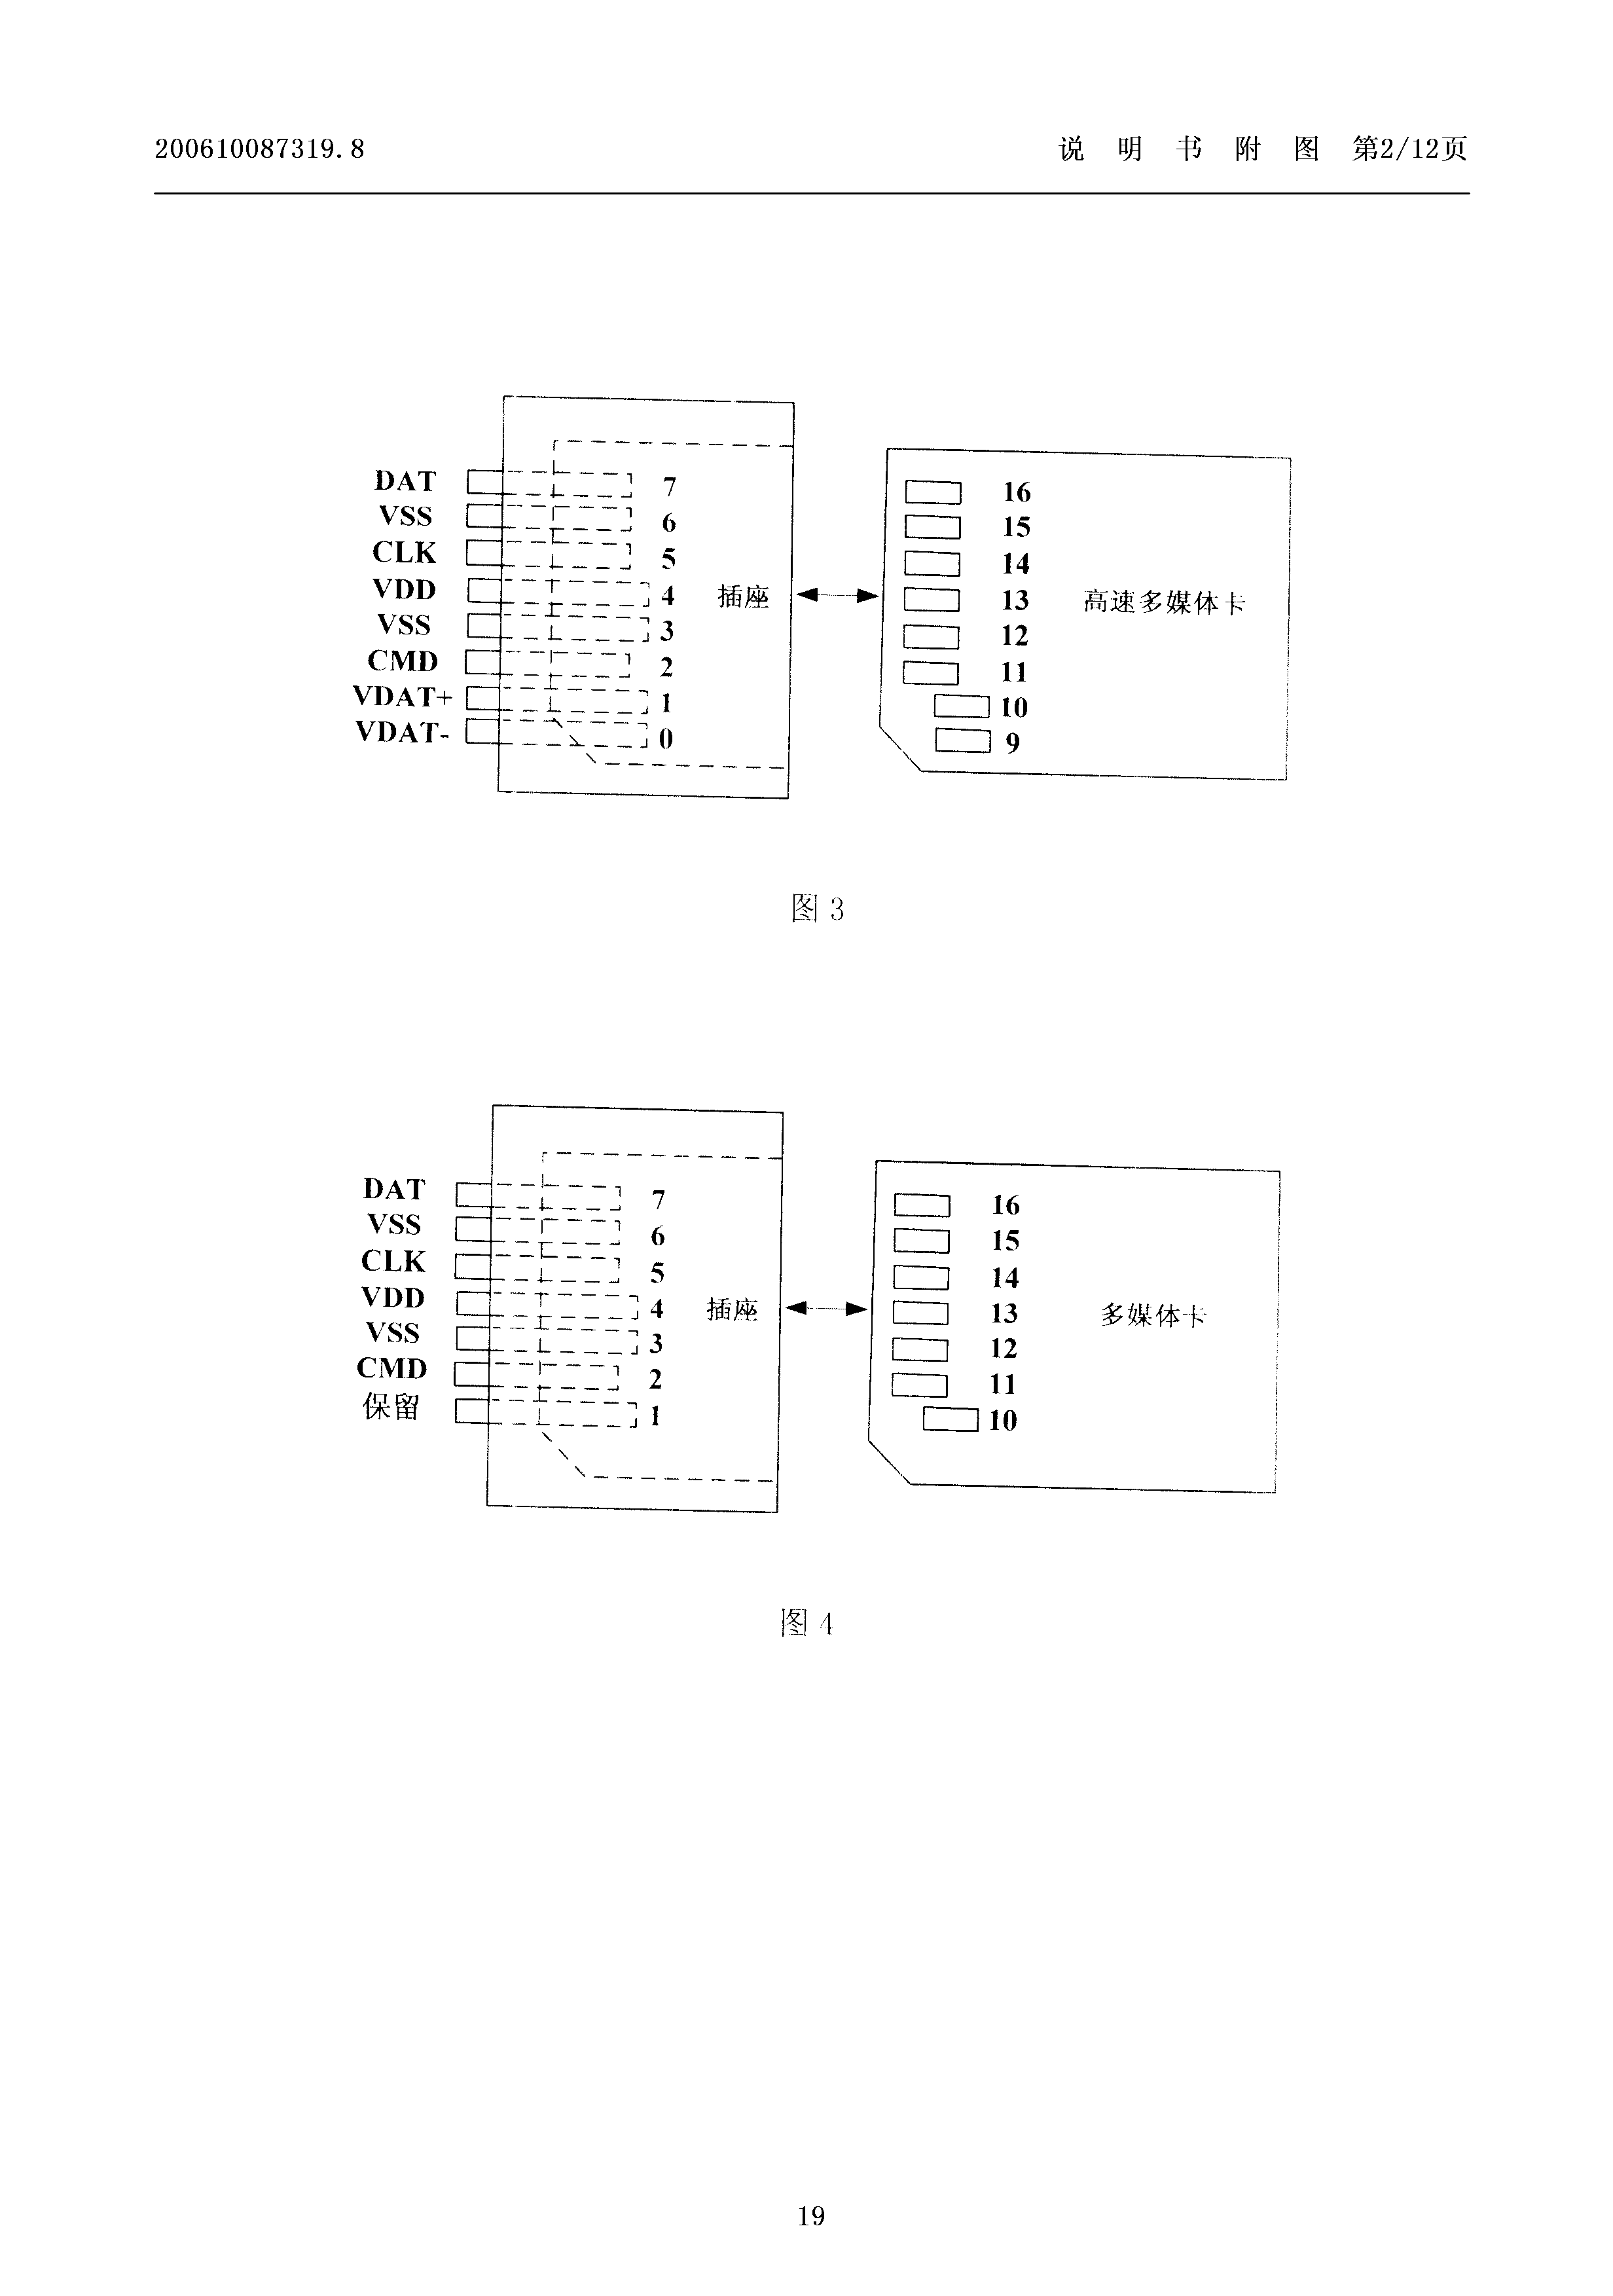 200610087319.8 说 明 书 附 图 第2/12页
DAT 7 16
VSS 6 15
CLK 5 14
VDD 4 插座 13 高速多媒体卡
VSS 3 12
CMD 2 11
VDAT+ 1 10
VDAT- 0 9
图 3
DAT 7 16
VSS 6 15
CLK 5 14
VDD 4 插座 13 多媒体卡
VSS 3 12
CMD 2 11
保留 1 10
图 4
19